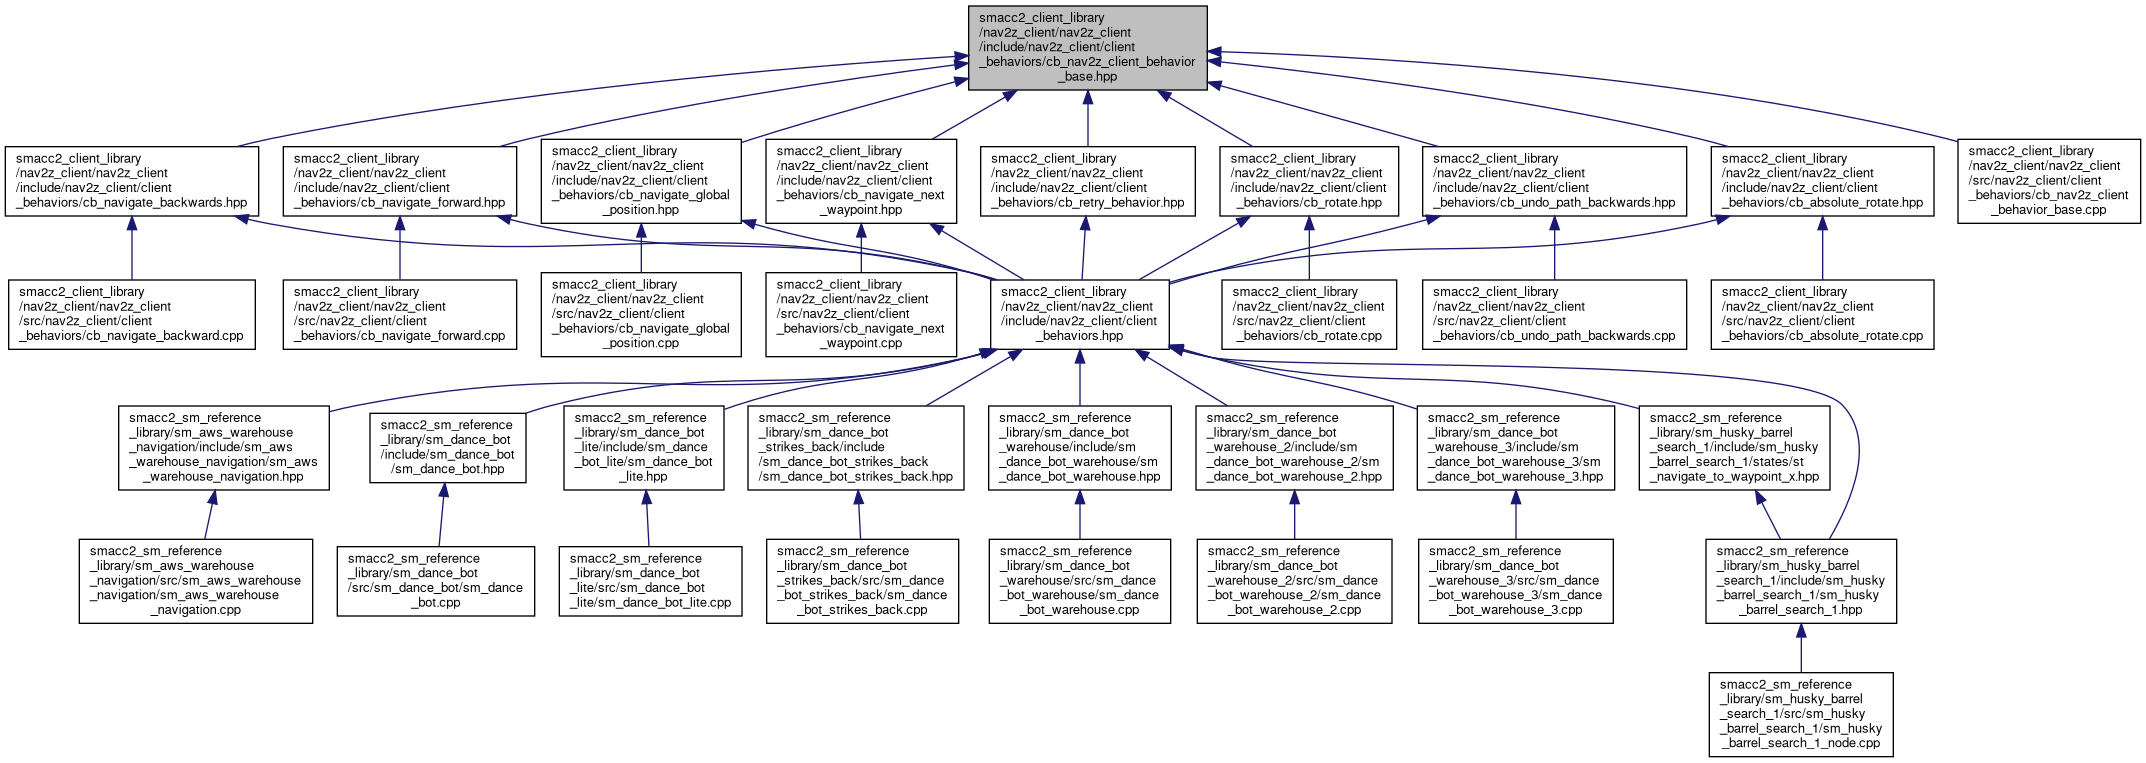 smacc2_client_library
/nav2z_client/nav2z_client
/include/nav2z_client/client
_behaviors/cb_nav2z_client_behavior
_base.hpp
smacc2_client_library
/nav2z_client/nav2z_client
/include/nav2z_client/client
_behaviors/cb_navigate_backwards.hpp
smacc2_client_library
/nav2z_client/nav2z_client
/include/nav2z_client/client
_behaviors/cb_navigate_forward.hpp
smacc2_client_library
/nav2z_client/nav2z_client
/include/nav2z_client/client
_behaviors/cb_navigate_global
_position.hpp
smacc2_client_library
/nav2z_client/nav2z_client
/include/nav2z_client/client
_behaviors/cb_navigate_next
_waypoint.hpp
smacc2_client_library
/nav2z_client/nav2z_client
/include/nav2z_client/client
_behaviors/cb_retry_behavior.hpp
smacc2_client_library
/nav2z_client/nav2z_client
/include/nav2z_client/client
_behaviors/cb_rotate.hpp
smacc2_client_library
/nav2z_client/nav2z_client
/include/nav2z_client/client
_behaviors/cb_undo_path_backwards.hpp
smacc2_client_library
/nav2z_client/nav2z_client
/include/nav2z_client/client
_behaviors/cb_absolute_rotate.hpp
smacc2_client_library
/nav2z_client/nav2z_client
/src/nav2z_client/client
_behaviors/cb_nav2z_client
_behavior_base.cpp
smacc2_client_library
/nav2z_client/nav2z_client
/src/nav2z_client/client
_behaviors/cb_navigate_backward.cpp
smacc2_client_library
/nav2z_client/nav2z_client
/src/nav2z_client/client
_behaviors/cb_navigate_forward.cpp
smacc2_client_library
/nav2z_client/nav2z_client
/src/nav2z_client/client
_behaviors/cb_navigate_global
_position.cpp
smacc2_client_library
/nav2z_client/nav2z_client
/src/nav2z_client/client
_behaviors/cb_navigate_next
_waypoint.cpp
smacc2_client_library
/nav2z_client/nav2z_client
/include/nav2z_client/client
_behaviors.hpp
smacc2_client_library
/nav2z_client/nav2z_client
/src/nav2z_client/client
_behaviors/cb_rotate.cpp
smacc2_client_library
/nav2z_client/nav2z_client
/src/nav2z_client/client
_behaviors/cb_undo_path_backwards.cpp
smacc2_client_library
/nav2z_client/nav2z_client
/src/nav2z_client/client
_behaviors/cb_absolute_rotate.cpp
smacc2_sm_reference
_library/sm_aws_warehouse
_navigation/include/sm_aws
_warehouse_navigation/sm_aws
_warehouse_navigation.hpp
smacc2_sm_reference
_library/sm_dance_bot
/include/sm_dance_bot
/sm_dance_bot.hpp
smacc2_sm_reference
_library/sm_dance_bot
_lite/include/sm_dance
_bot_lite/sm_dance_bot
_lite.hpp
smacc2_sm_reference
_library/sm_dance_bot
_strikes_back/include
/sm_dance_bot_strikes_back
/sm_dance_bot_strikes_back.hpp
smacc2_sm_reference
_library/sm_dance_bot
_warehouse/include/sm
_dance_bot_warehouse/sm
_dance_bot_warehouse.hpp
smacc2_sm_reference
_library/sm_dance_bot
_warehouse_2/include/sm
_dance_bot_warehouse_2/sm
_dance_bot_warehouse_2.hpp
smacc2_sm_reference
_library/sm_dance_bot
_warehouse_3/include/sm
_dance_bot_warehouse_3/sm
_dance_bot_warehouse_3.hpp
smacc2_sm_reference
_library/sm_husky_barrel
_search_1/include/sm_husky
_barrel_search_1/states/st
_navigate_to_waypoint_x.hpp
smacc2_sm_reference
_library/sm_aws_warehouse
_navigation/src/sm_aws_warehouse
_navigation/sm_aws_warehouse
_navigation.cpp
smacc2_sm_reference
_library/sm_dance_bot
/src/sm_dance_bot/sm_dance
_bot.cpp
smacc2_sm_reference
_library/sm_dance_bot
_lite/src/sm_dance_bot
_lite/sm_dance_bot_lite.cpp
smacc2_sm_reference
_library/sm_dance_bot
_strikes_back/src/sm_dance
_bot_strikes_back/sm_dance
_bot_strikes_back.cpp
smacc2_sm_reference
_library/sm_dance_bot
_warehouse/src/sm_dance
_bot_warehouse/sm_dance
_bot_warehouse.cpp
smacc2_sm_reference
_library/sm_dance_bot
_warehouse_2/src/sm_dance
_bot_warehouse_2/sm_dance
_bot_warehouse_2.cpp
smacc2_sm_reference
_library/sm_dance_bot
_warehouse_3/src/sm_dance
_bot_warehouse_3/sm_dance
_bot_warehouse_3.cpp
smacc2_sm_reference
_library/sm_husky_barrel
_search_1/include/sm_husky
_barrel_search_1/sm_husky
_barrel_search_1.hpp
smacc2_sm_reference
_library/sm_husky_barrel
_search_1/src/sm_husky
_barrel_search_1/sm_husky
_barrel_search_1_node.cpp